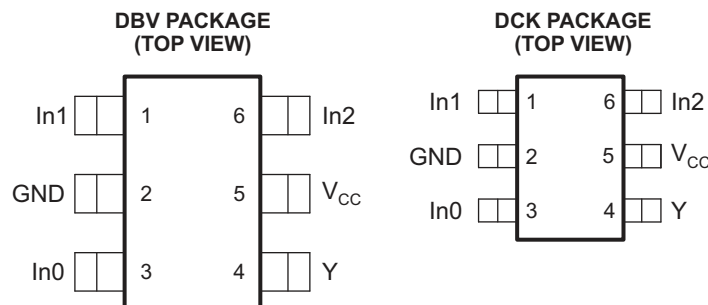 DBV PACKAGE
(TOP VIEW)
In1 1 6 In2
GND 2 5 VCC
In0 3 4 Y
DCK PACKAGE
(TOP VIEW)
In1 1 6 In2
GND 2 5 VCC
In0 3 4 Y